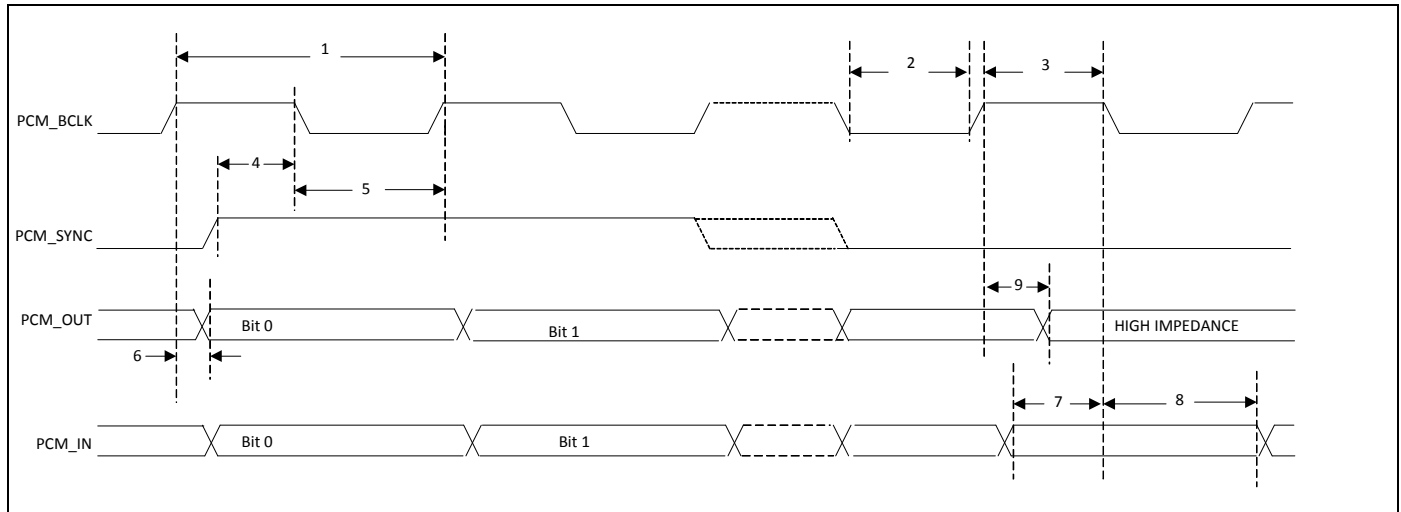 1
2
3
PCM_BCLK
4
5
PCM_SYNC
9
PCM_OUT
Bit 0
Bit 1
HIGH IMPEDANCE
6
7
8
PCM_IN
Bit 0
Bit 1